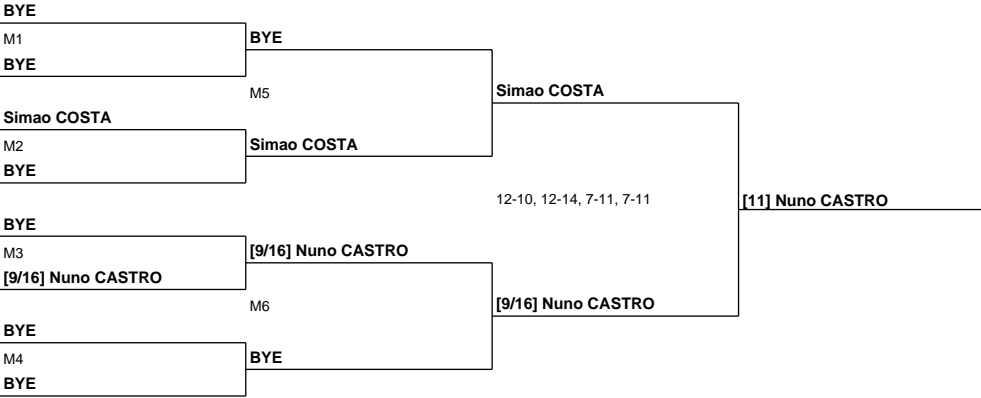 BYE
M1
BYE
BYE
M5
Simao COSTA
Simao COSTA
M2
Simao COSTA
BYE
12-10, 12-14, 7-11, 7-11
[11] Nuno CASTRO
BYE
M3
[9/16] Nuno CASTRO
[9/16] Nuno CASTRO
M6
[9/16] Nuno CASTRO
BYE
M4
BYE
BYE